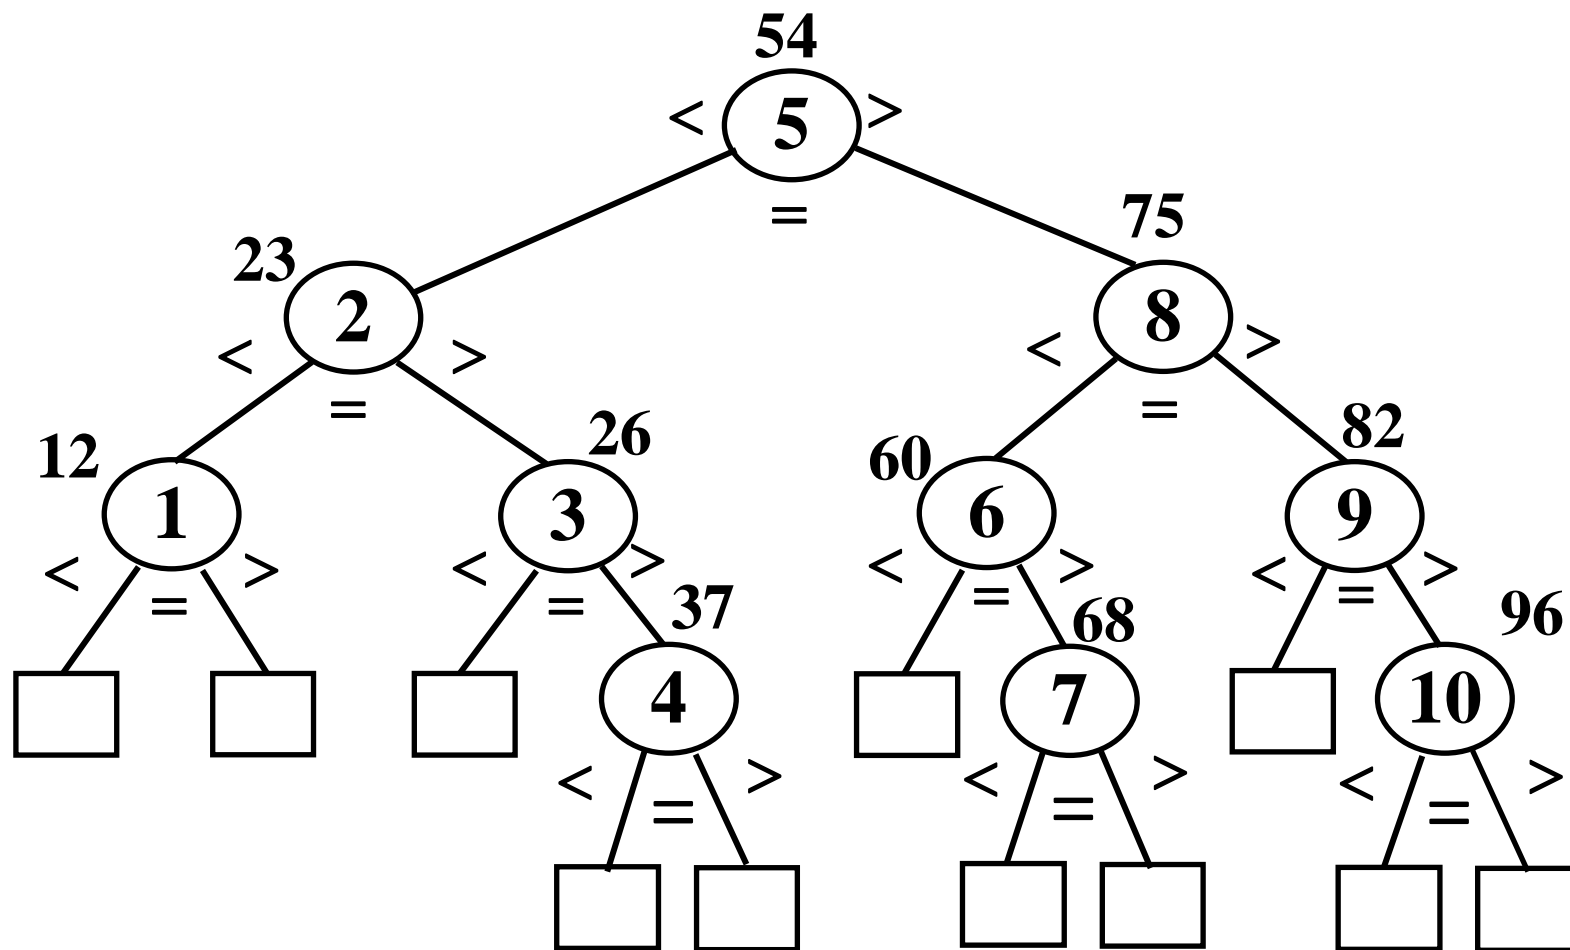 54
< 5 >
=
23 75
2 8
< > < >
= =
12 26 60 82
1 3 6 9
< = > < = > < = > < = >
37 68 96
4 7 10
< = > < = > < = >